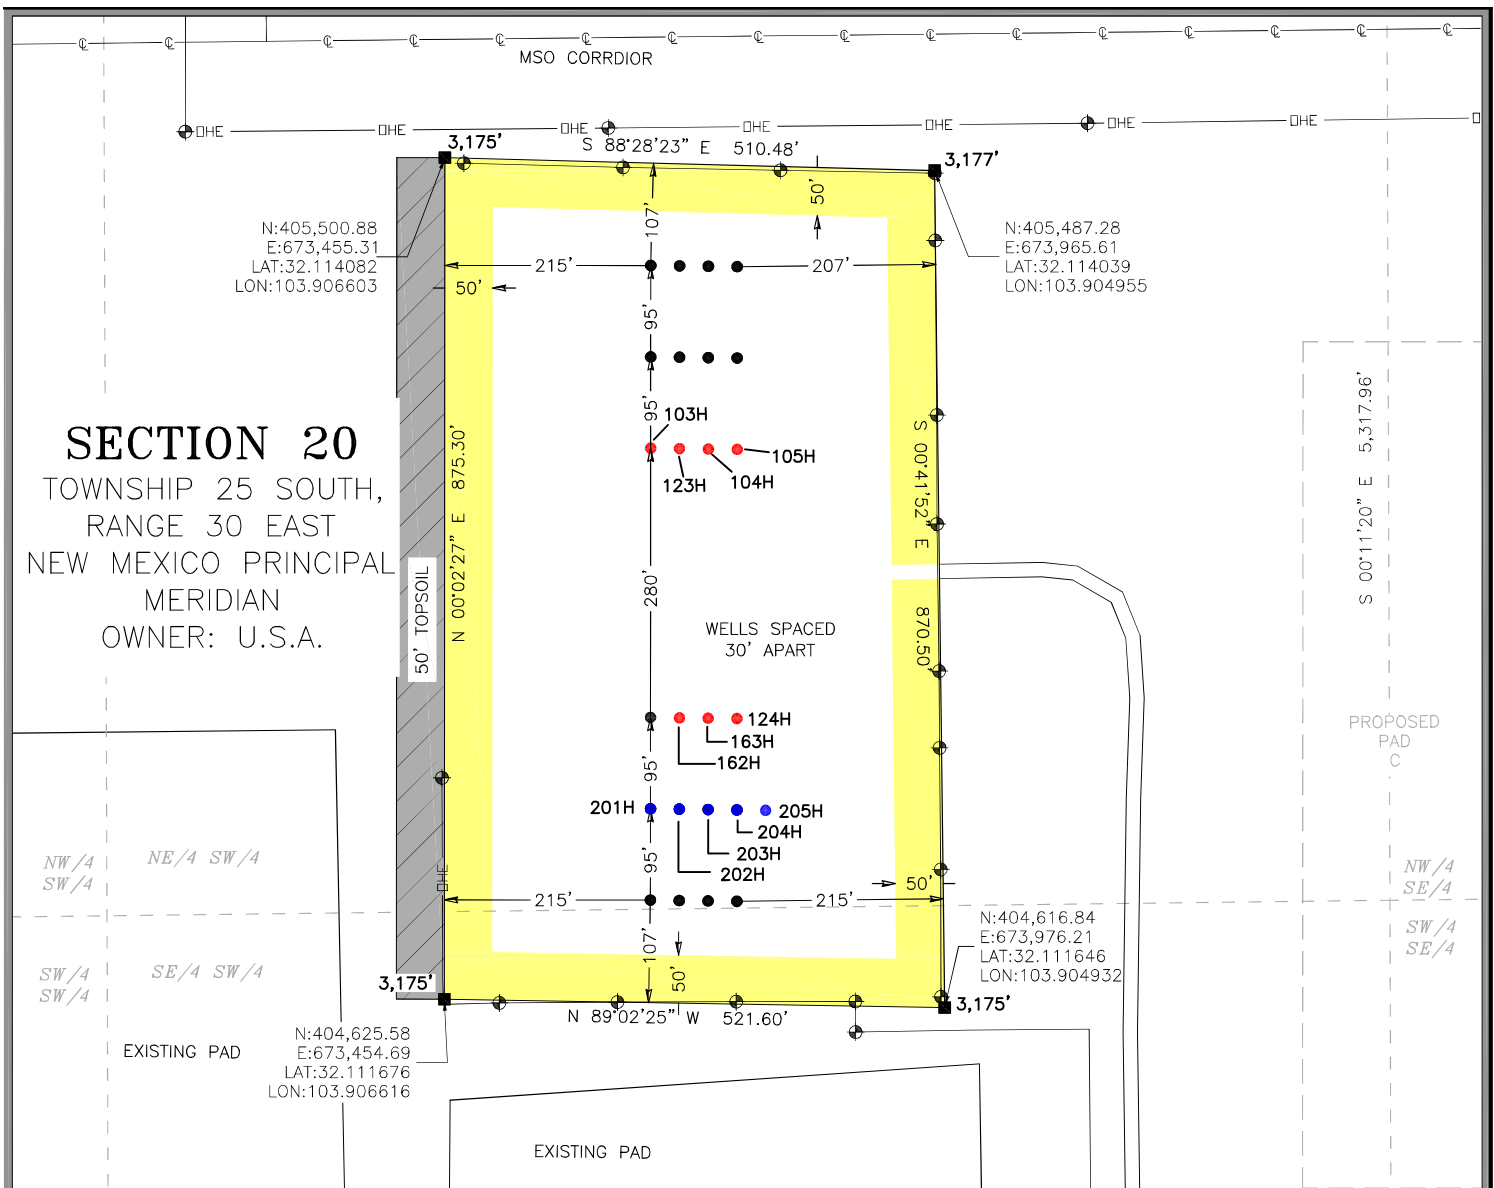 MSO CORRDIOR
OHE OHE OHE OHE OHE OHE OHE
S 88°28'23" E 510.48'
3,175'
3,177'
N:405,500.88
E:673,455.31
LAT:32.114082
LON:103.906603
N:405,487.28
E:673,965.61
LAT:32.114039
LON:103.904955
107'
50'
215'
207'
50'
95'
95'
103H
105H
123H
104H
SECTION 20
TOWNSHIP 25 SOUTH,
RANGE 30 EAST
NEW MEXICO PRINCIPAL
MERIDIAN
OWNER: U.S.A.
50' TOPSOIL
N 00°02'27" E 875.30'
280'
S 00°41'52" E
870.50'
S 00°11'20" E 5,317.96'
WELLS SPACED
30' APART
PROPOSED
PAD
C
124H
163H
162H
95'
201H
205H
204H
203H
202H
95'
OHE
50'
215'
215'
NW/4
SW/4
NE/4 SW/4
NW/4
SE/4
SW/4
SW/4
SE/4 SW/4
SW/4
SE/4
N:404,616.84
E:673,976.21
LAT:32.111646
LON:103.904932
107'
50'
3,175'
3,175'
N 89°02'25" W 521.60'
N:404,625.58
E:673,454.69
LAT:32.111676
LON:103.906616
EXISTING PAD
EXISTING PAD